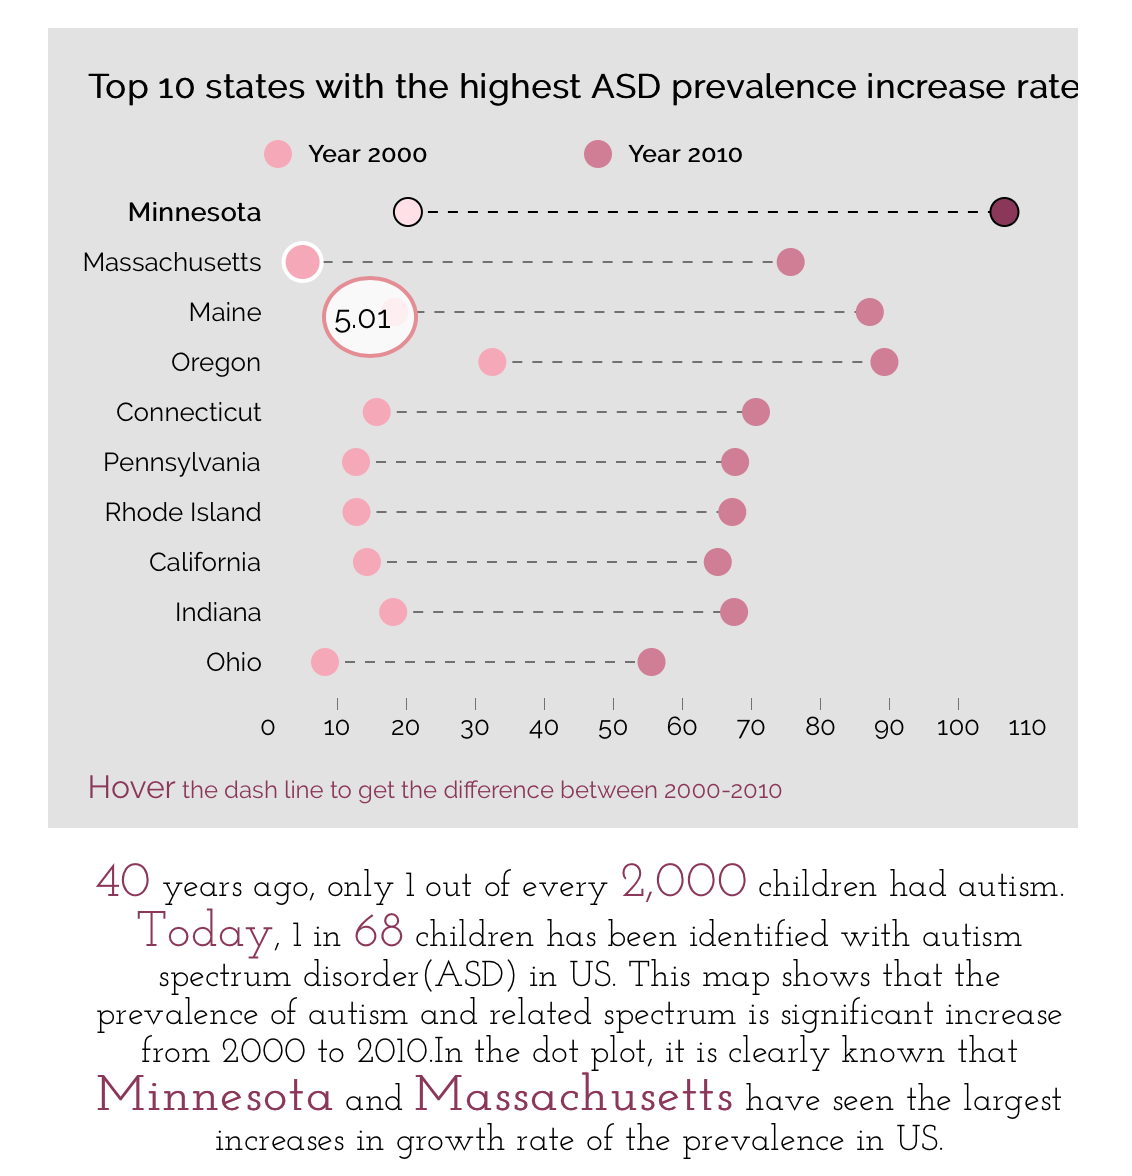 Top 10 states with the highest ASD prevalence increase rate
Year 2000 Year 2010
Minnesota
Massachusetts
Maine
5.01
Oregon
Connecticut
Pennsylvania
Rhode Island
California
Indiana
Ohio
0 10 20 30 40 50 60 70 80 90 100 110
Hover the dash line to get the difference between 2000-2010
40 years ago, only 1 out of every 2,000 children had autism.
Today, 1 in 68 children has been identified with autism
spectrum disorder(ASD) in US. This map shows that the
prevalence of autism and related spectrum is significant increase
from 2000 to 2010.In the dot plot, it is clearly known that
Minnesota and Massachusetts have seen the largest
increases in growth rate of the prevalence in US.